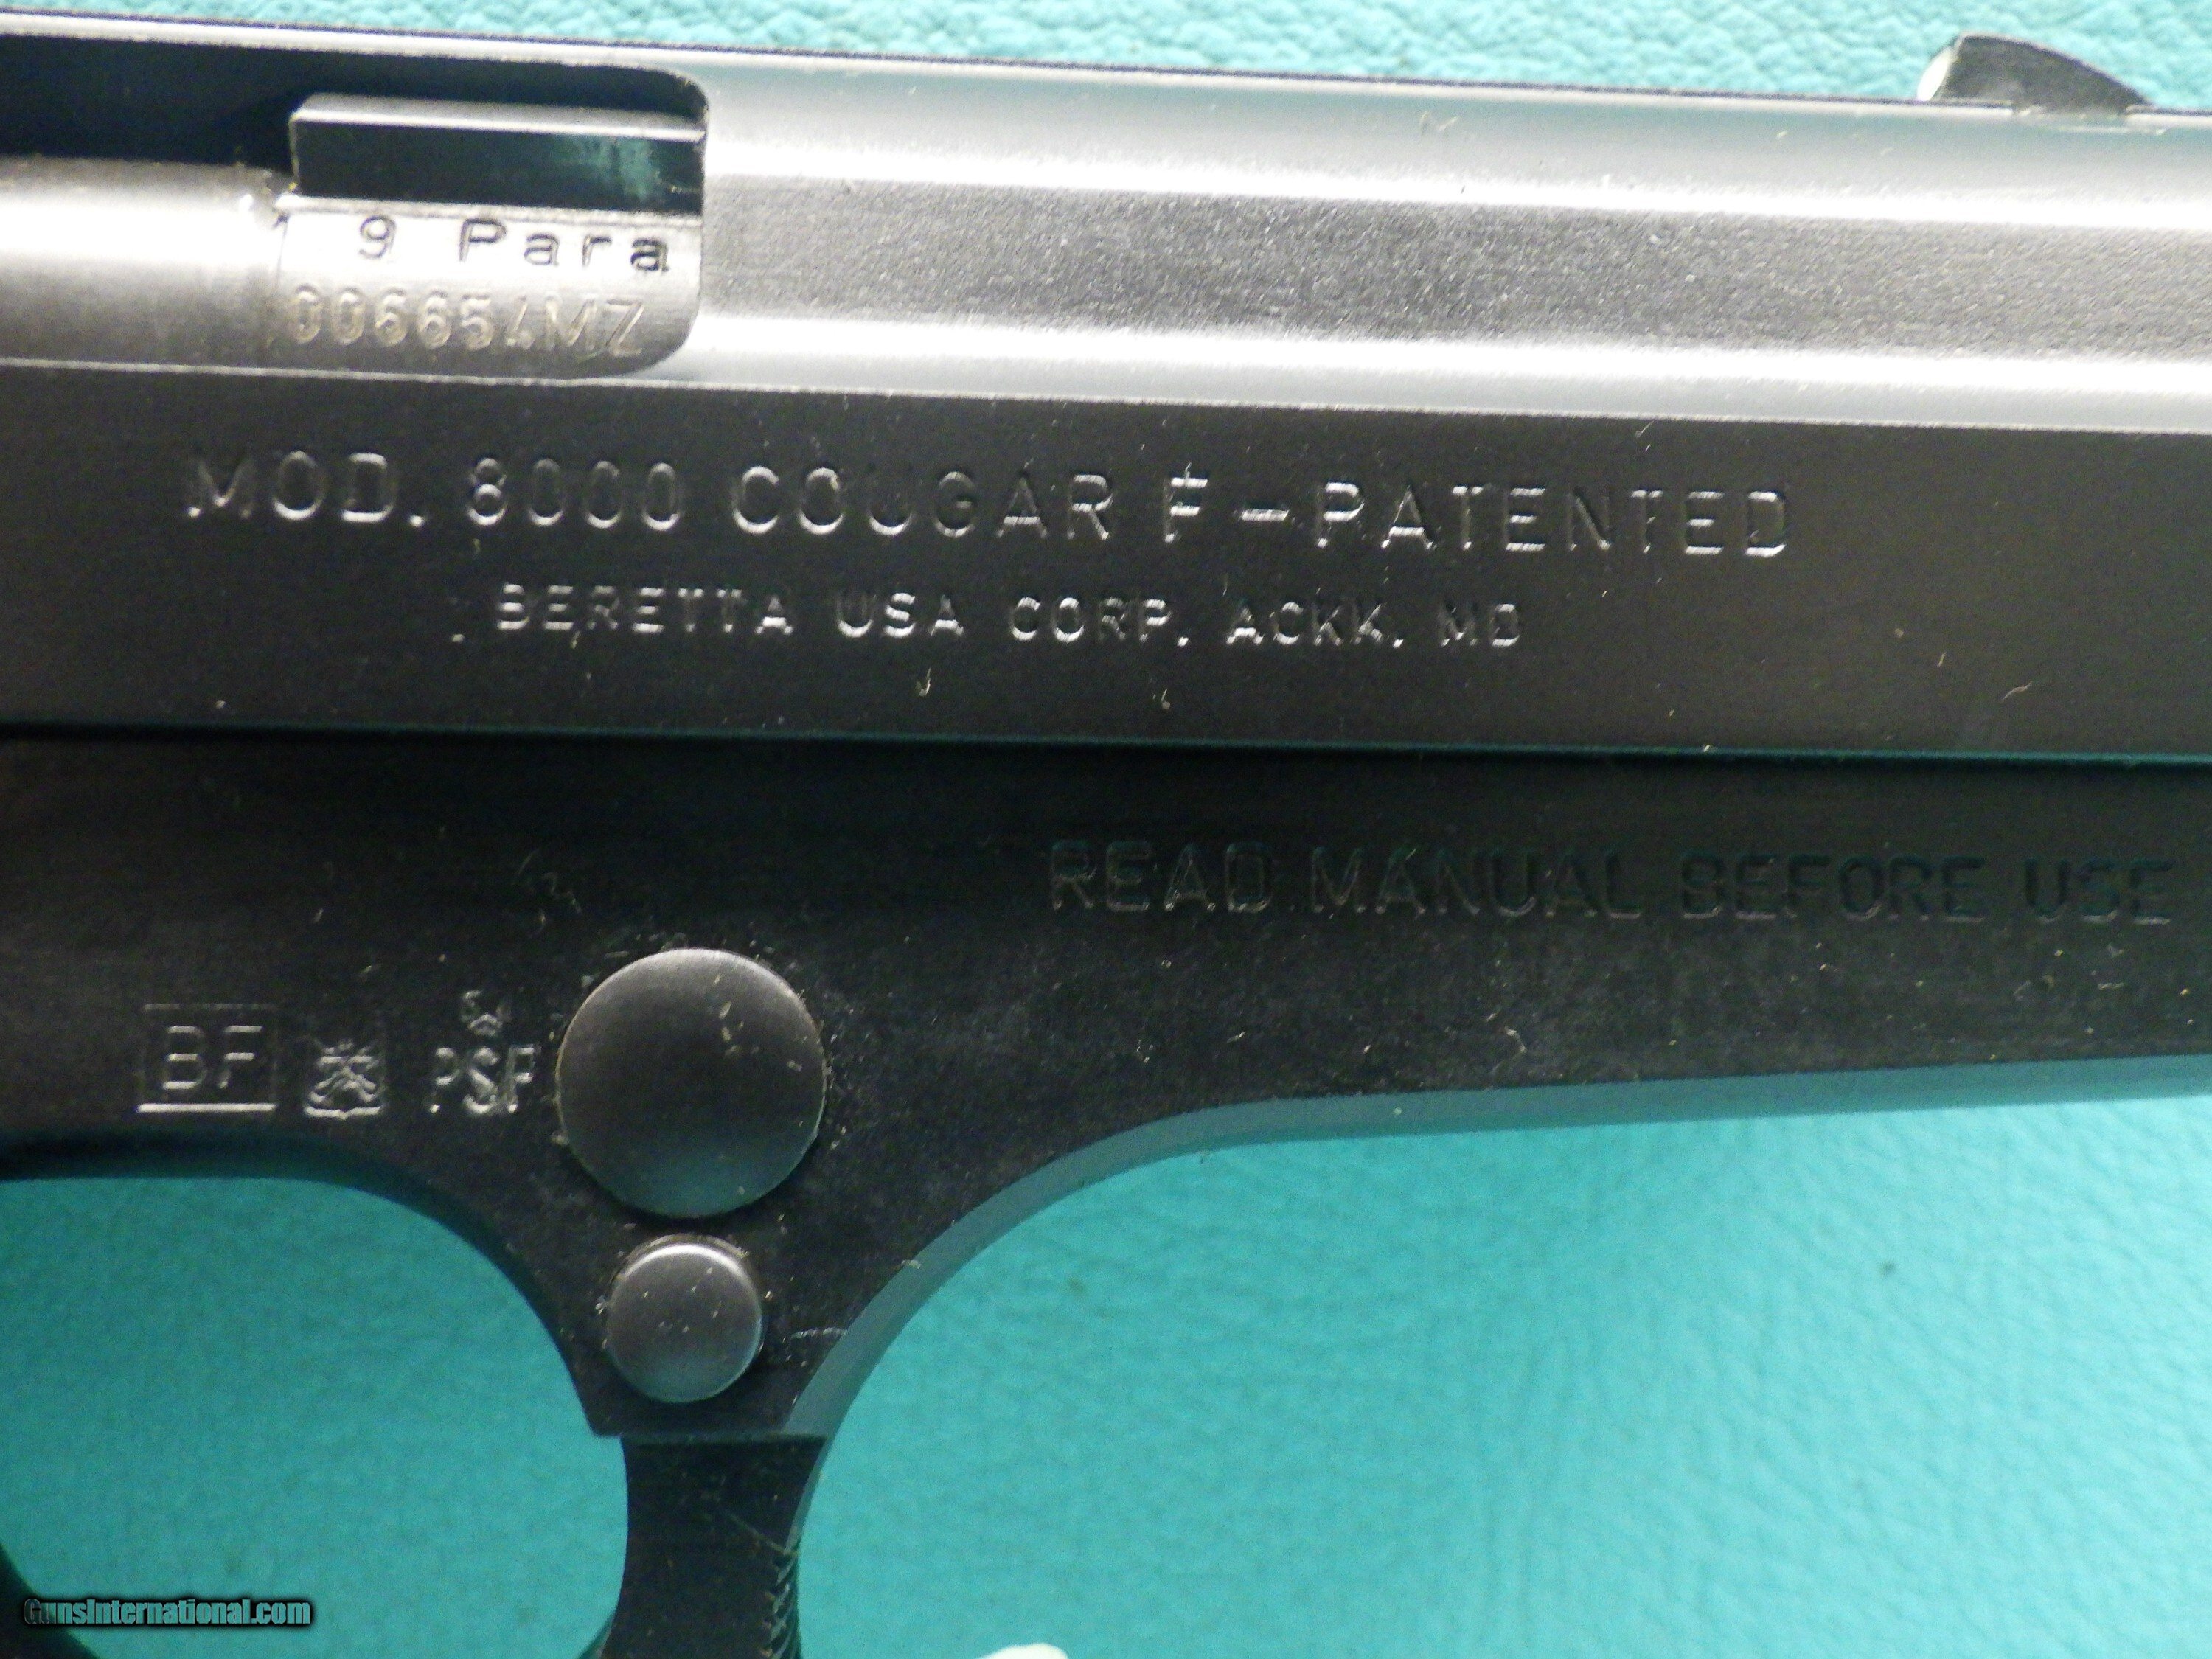 9 Para
006654MZ
MOD. 8000 COUGAR F-PATENTED
BERETTA USA CORP. ACKK. MD
READ MANUAL BEFORE USE
BF
PSF
GunsInternational.com